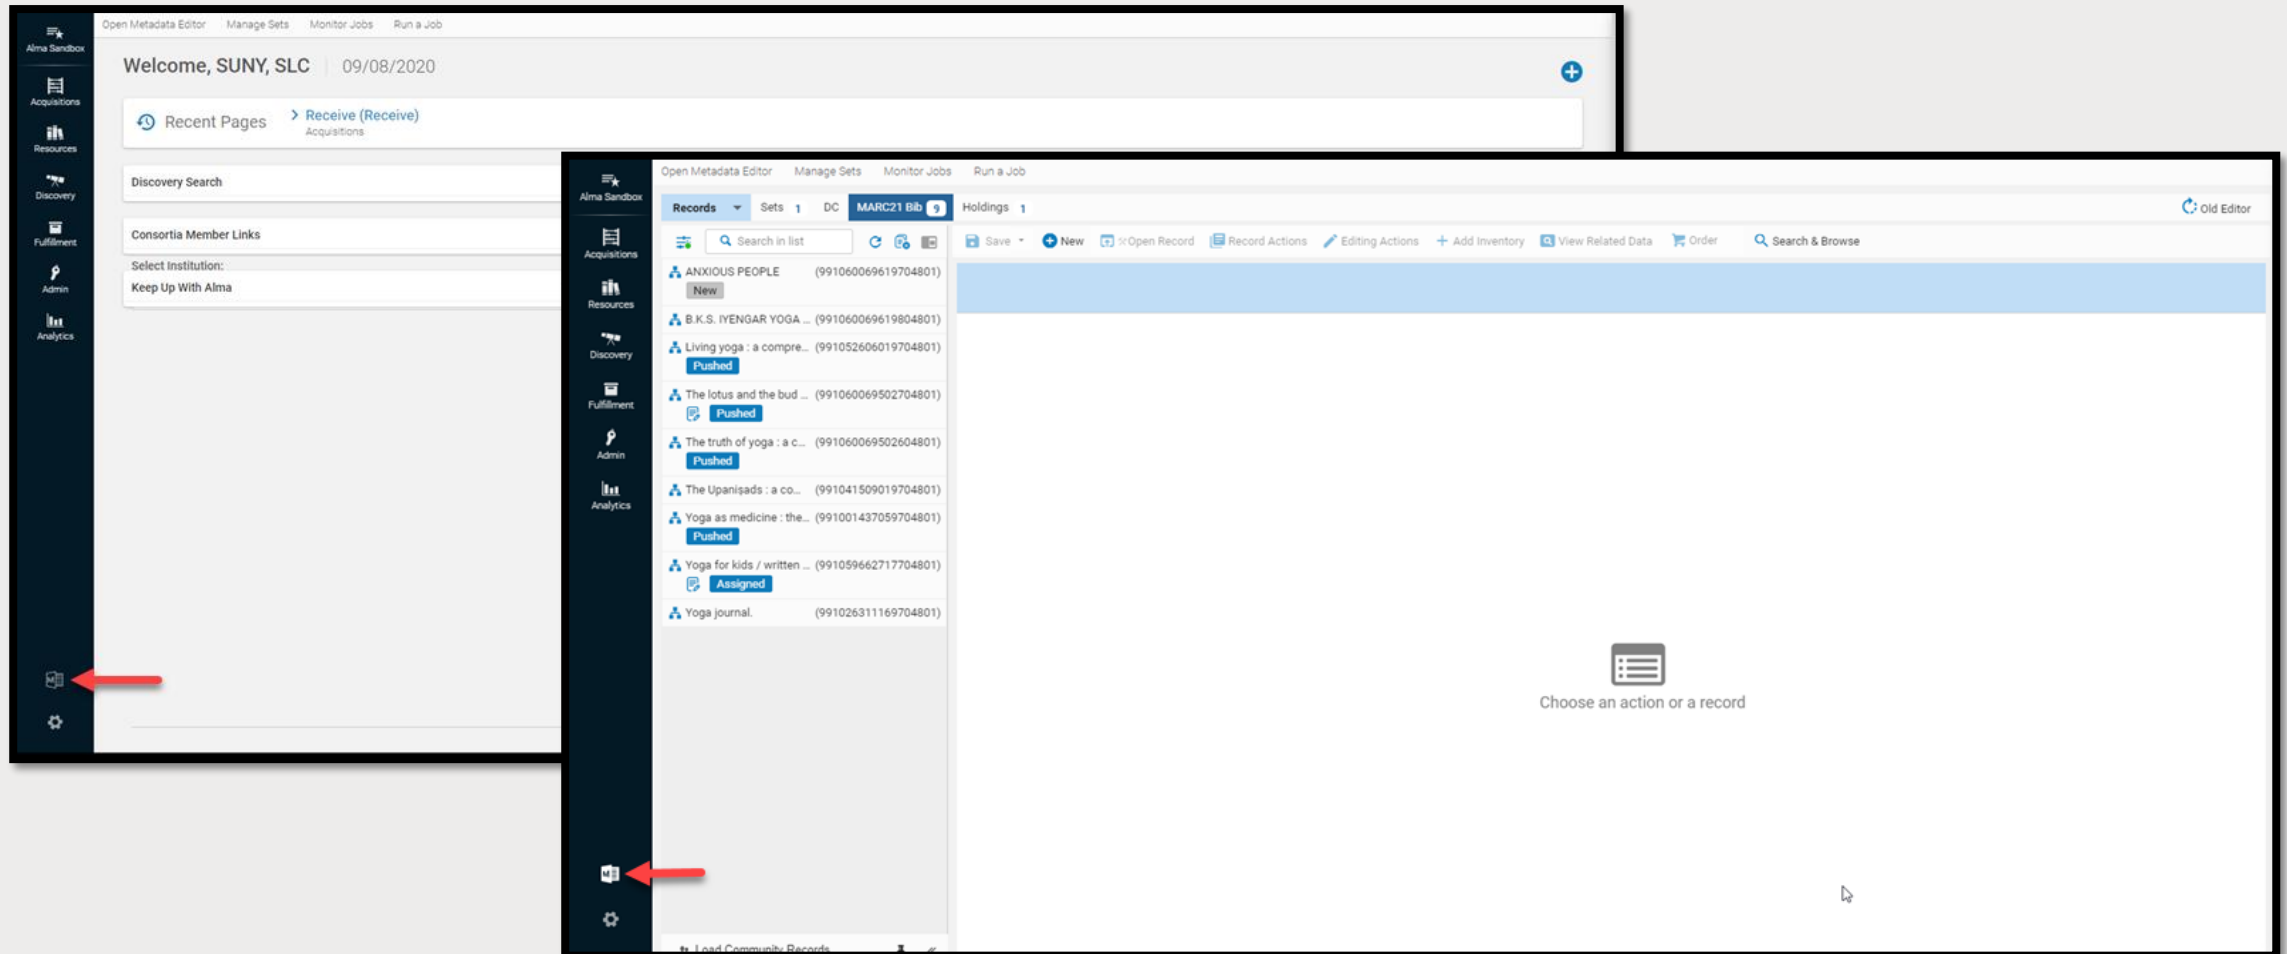 Open Metadata Editor Manage Sets Monitor Jobs Run a Job
Alma Sandbox
Welcome, SUNY, SLC 09/08/2020
Acquisitions
Recent Pages Receive (Receive)
Acquisitions
Resources
Discovery Search
Discovery
Consortia Member Links
Fulfillment
Select Institution:
Keep Up With Alma
Admin
Analytics
Open Metadata Editor Manage Sets Monitor Jobs Run a Job
Alma Sandbox
Records Sets 1 DC MARC21 Bib 9 Holdings 1 Old Editor
Search in list Save New Open Record Record Actions Editing Actions Add Inventory View Related Data Order Search & Browse
Acquisitions
Resources
Discovery
Fulfillment
Admin
Analytics
ANXIOUS PEOPLE (991060069619704801)
New
B.K.S. IYENGAR YOGA ... (991060069619804801)
Living yoga : a compre... (991052606019704801)
Pushed
The lotus and the bud ... (991060069502704801)
Pushed
The truth of yoga : a c... (991060069502604801)
Pushed
The Upaniṣads : a co... (991041509019704801)
Yoga as medicine : the... (991001437059704801)
Pushed
Yoga for kids / written ... (991059662717704801)
Assigned
Yoga journal. (991026311169704801)
Choose an action or a record
Load Community Records